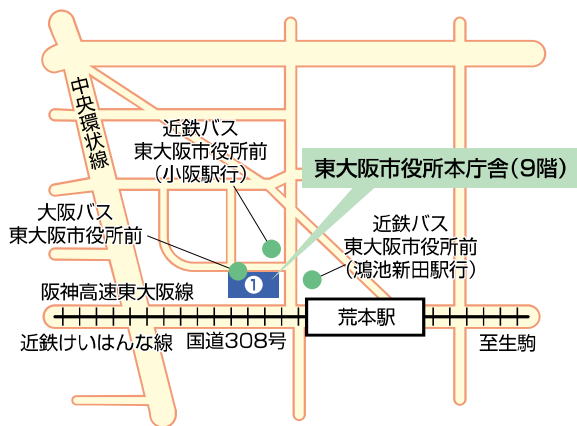 中央環状線
近鉄バス
東大阪市役所前
(小阪駅行)
東大阪市役所本庁舎(9階)
大阪バス
東大阪市役所前
近鉄バス
東大阪市役所前
(鴻池新田駅行)
1
阪神高速東大阪線
荒本駅
近鉄けいはんな線
国道308号
至生駒